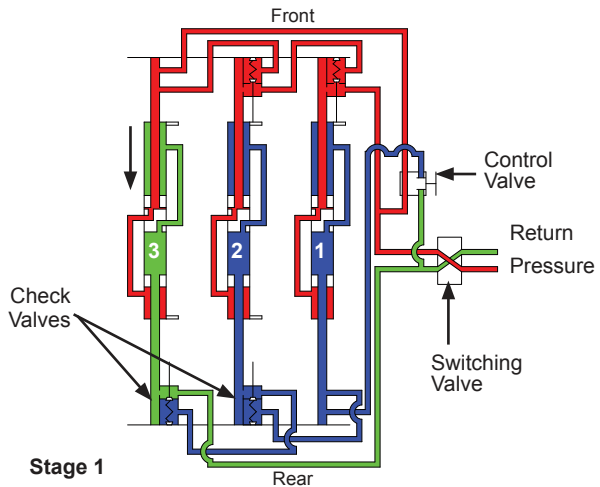 Front
Control
Valve
3
2
1
Return
Pressure
Check
Valves
Switching
Valve
Stage 1
Rear